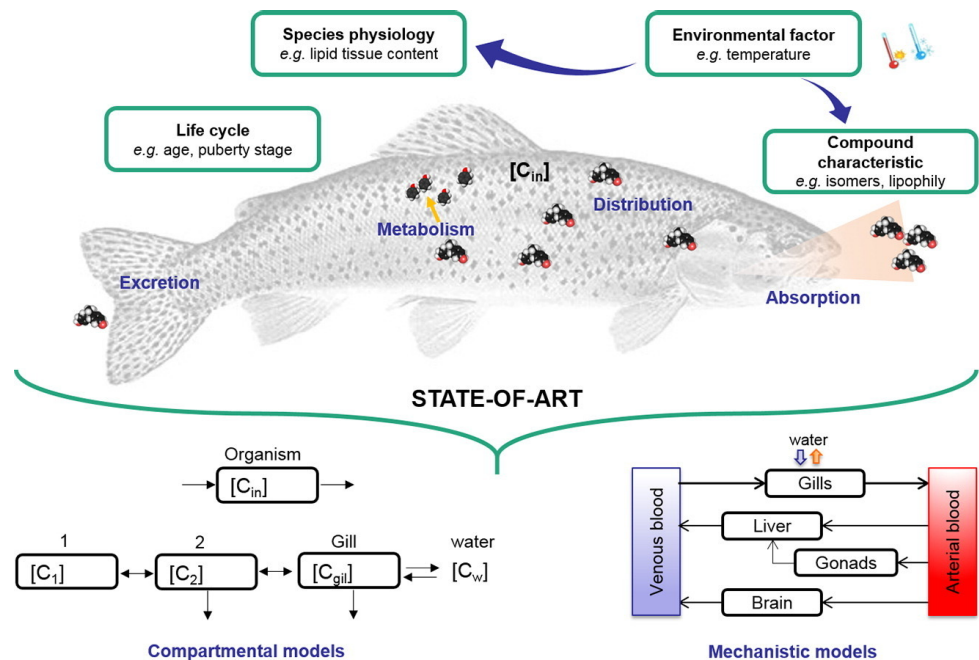 Species physiology
e.g. lipid tissue content
Environmental factor
e.g. temperature
Life cycle
e.g. age, puberty stage
Compound
characteristic
e.g. isomers, lipophily
[Cin]
Distribution
Metabolism
Excretion
Absorption
STATE-OF-ART
Organism
[Cin]
1
2
Gill
water
[C1]
[C2]
[Cgil]
[Cw]
Compartmental models
water
Gills
Venous blood
Liver
Gonads
Brain
Arterial blood
Mechanistic models